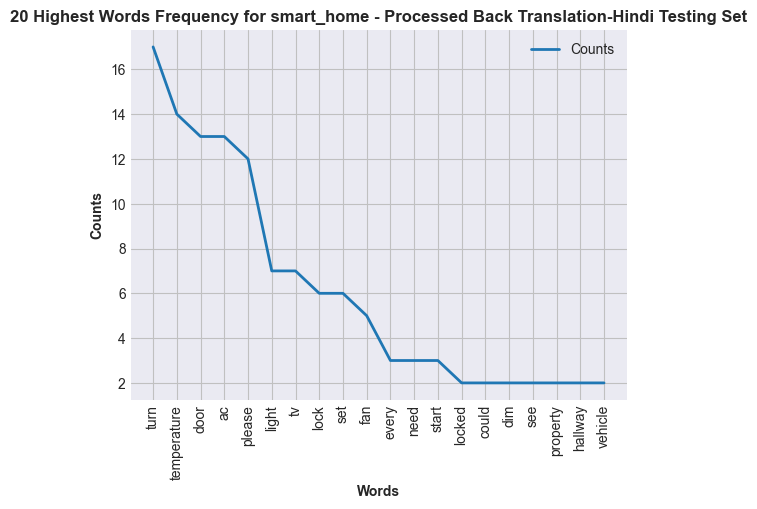 20 Highest Words Frequency for smart_home - Processed Back Translation-Hindi Testing Set
Counts
16
14
12
10
8
6
4
2
Counts
turn
temperature
door
ac
please
light
tv
lock
set
fan
every
need
start
locked
could
dim
see
property
hallway
vehicle
Words